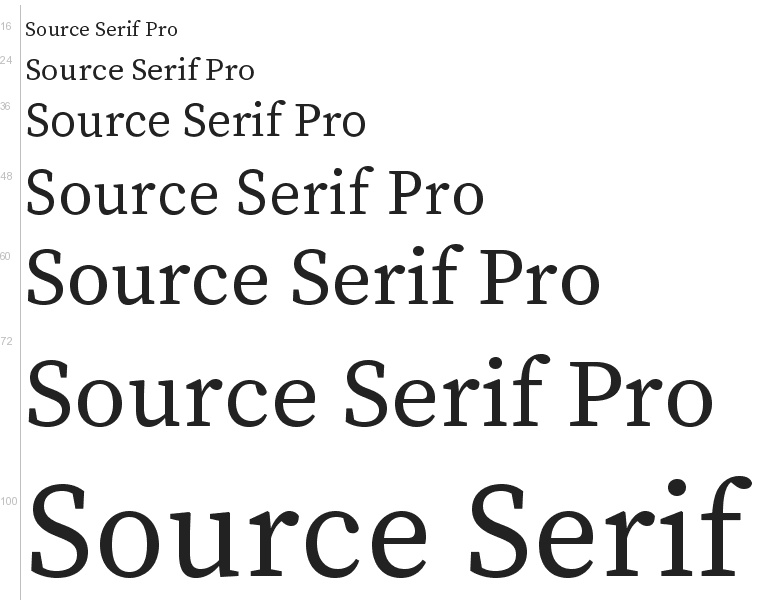 16 Source Serif Pro
24 Source Serif Pro
36 Source Serif Pro
48 Source Serif Pro
60 Source Serif Pro
72 Source Serif Pro
100 Source Serif